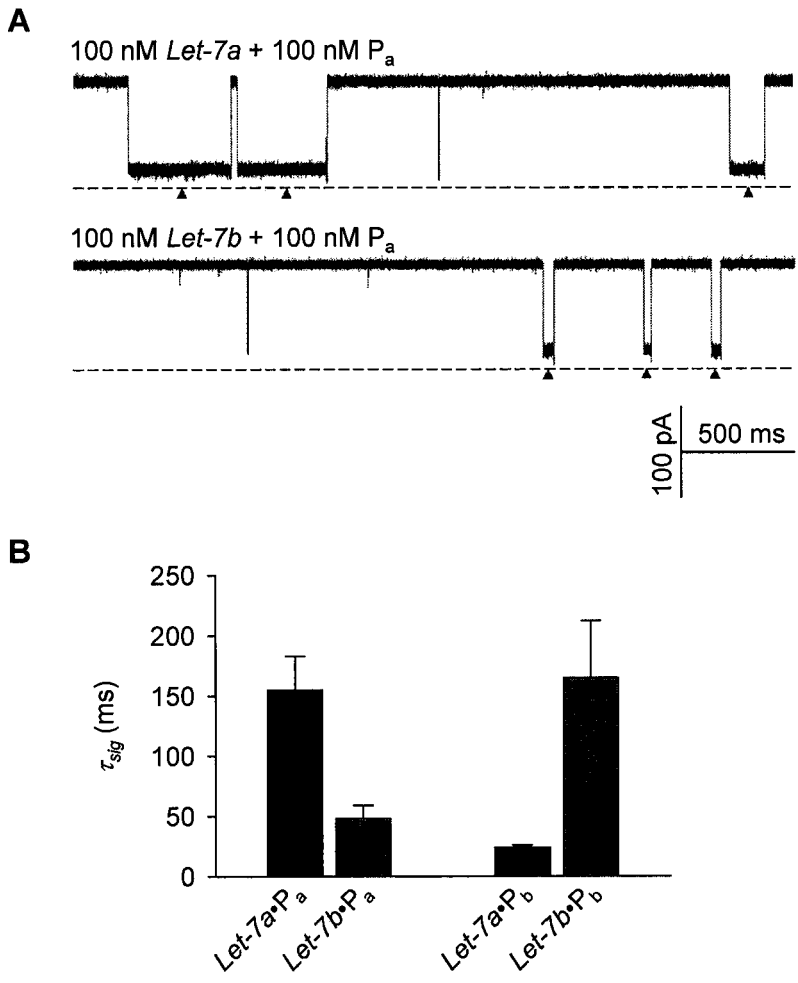 A
100 nM Let-7a + 100 nM Pa
100 nM Let-7b + 100 nM Pa
100 pA
500 ms
B
250
200
150
100
50
0
τsig (ms)
Let-7a•Pa
Let-7b•Pa
Let-7a•Pb
Let-7b•Pb